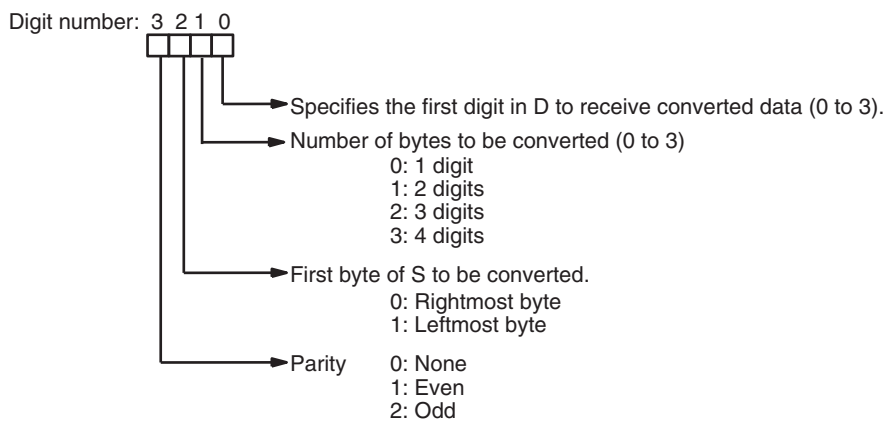 Digit number: 3 2 1 0
Specifies the first digit in D to receive converted data (0 to 3).
Number of bytes to be converted (0 to 3)
0: 1 digit
1: 2 digits
2: 3 digits
3: 4 digits
First byte of S to be converted.
0: Rightmost byte
1: Leftmost byte
Parity 0: None
1: Even
2: Odd